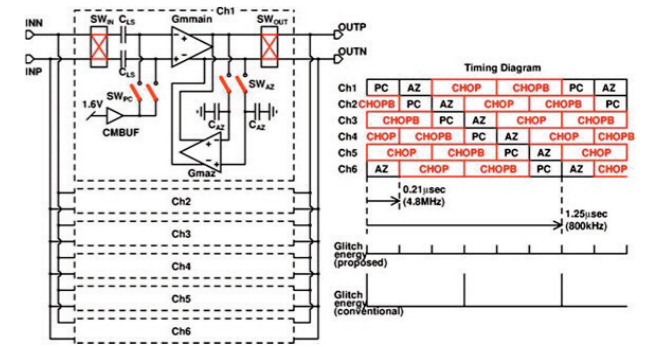 Ch1
INN
SWIN
CLS
Gmmain
SWOUT
OUTP
INP
CLS
OUTN
SWPC
SWAZ
1.6V
CMBUF
CAZ
CAZ
Gmaz
Ch2
Ch3
Ch4
Ch5
Ch6
Timing Diagram
Ch1 PC AZ CHOP CHOPB PC AZ
Ch2 CHOPB PC AZ CHOP CHOPB PC
Ch3 CHOPB PC AZ CHOP CHOPB
Ch4 CHOP CHOPB PC AZ CHOP CHOPB
Ch5 CHOP CHOPB PC AZ CHOP
Ch6 AZ CHOP CHOPB PC AZ CHOP
0.21µsec
(4.8MHz)
1.25µsec
(800kHz)
Glitch
energy
(proposed)
Glitch
energy
(conventional)